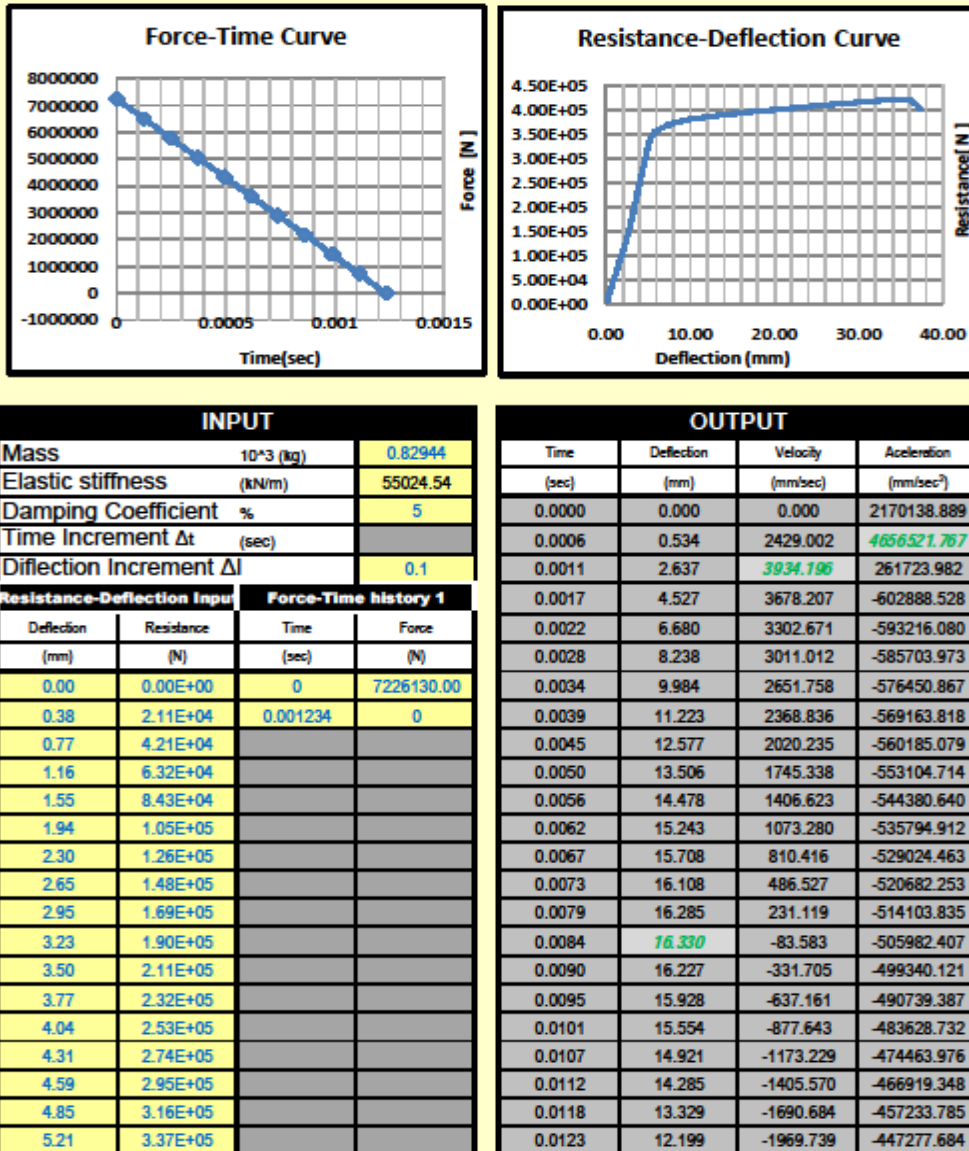 Force-Time Curve
8000000
7000000
6000000
5000000
4000000
3000000
2000000
1000000
0
-1000000
0 0.0005 0.001 0.0015
Time(sec)
Force [N]
Resistance-Deflection Curve
4.50E+05
4.00E+05
3.50E+05
3.00E+05
2.50E+05
2.00E+05
1.50E+05
1.00E+05
5.00E+04
0.00E+00
0.00 10.00 20.00 30.00 40.00
Deflection (mm)
Resistance[ N ]
INPUT
Mass 10^3 (kg) 0.82944
Elastic stiffness (kN/m) 55024.54
Damping Coefficient % 5
Time Increment Δt (sec)
Diflection Increment Δl 0.1
Resistance-Deflection Input Force-Time history 1
Deflection Resistance Time Force
(mm) (N) (sec) (N)
0.00 0.00E+00 0 7226130.00
0.38 2.11E+04 0.001234 0
0.77 4.21E+04
1.16 6.32E+04
1.55 8.43E+04
1.94 1.05E+05
2.30 1.26E+05
2.65 1.48E+05
2.95 1.69E+05
3.23 1.90E+05
3.50 2.11E+05
3.77 2.32E+05
4.04 2.53E+05
4.31 2.74E+05
4.59 2.95E+05
4.85 3.16E+05
5.21 3.37E+05
OUTPUT
Time Deflection Velocity Aceleration
(sec) (mm) (mm/sec) (mm/sec²)
0.0000 0.000 0.000 2170138.889
0.0006 0.534 2429.002 4656521.767
0.0011 2.637 3934.196 261723.982
0.0017 4.527 3678.207 -602888.528
0.0022 6.680 3302.671 -593216.080
0.0028 8.238 3011.012 -585703.973
0.0034 9.984 2651.758 -576450.867
0.0039 11.223 2368.836 -569163.818
0.0045 12.577 2020.235 -560185.079
0.0050 13.506 1745.338 -553104.714
0.0056 14.478 1406.623 -544380.640
0.0062 15.243 1073.280 -535794.912
0.0067 15.708 810.416 -529024.463
0.0073 16.108 486.527 -520682.253
0.0079 16.285 231.119 -514103.835
0.0084 16.330 -83.583 -505982.407
0.0090 16.227 -331.705 -499340.121
0.0095 15.928 -637.161 -490739.387
0.0101 15.554 -877.643 -483628.732
0.0107 14.921 -1173.229 -474463.976
0.0112 14.285 -1405.570 -466919.348
0.0118 13.329 -1690.684 -457233.785
0.0123 12.199 -1969.739 -447277.684